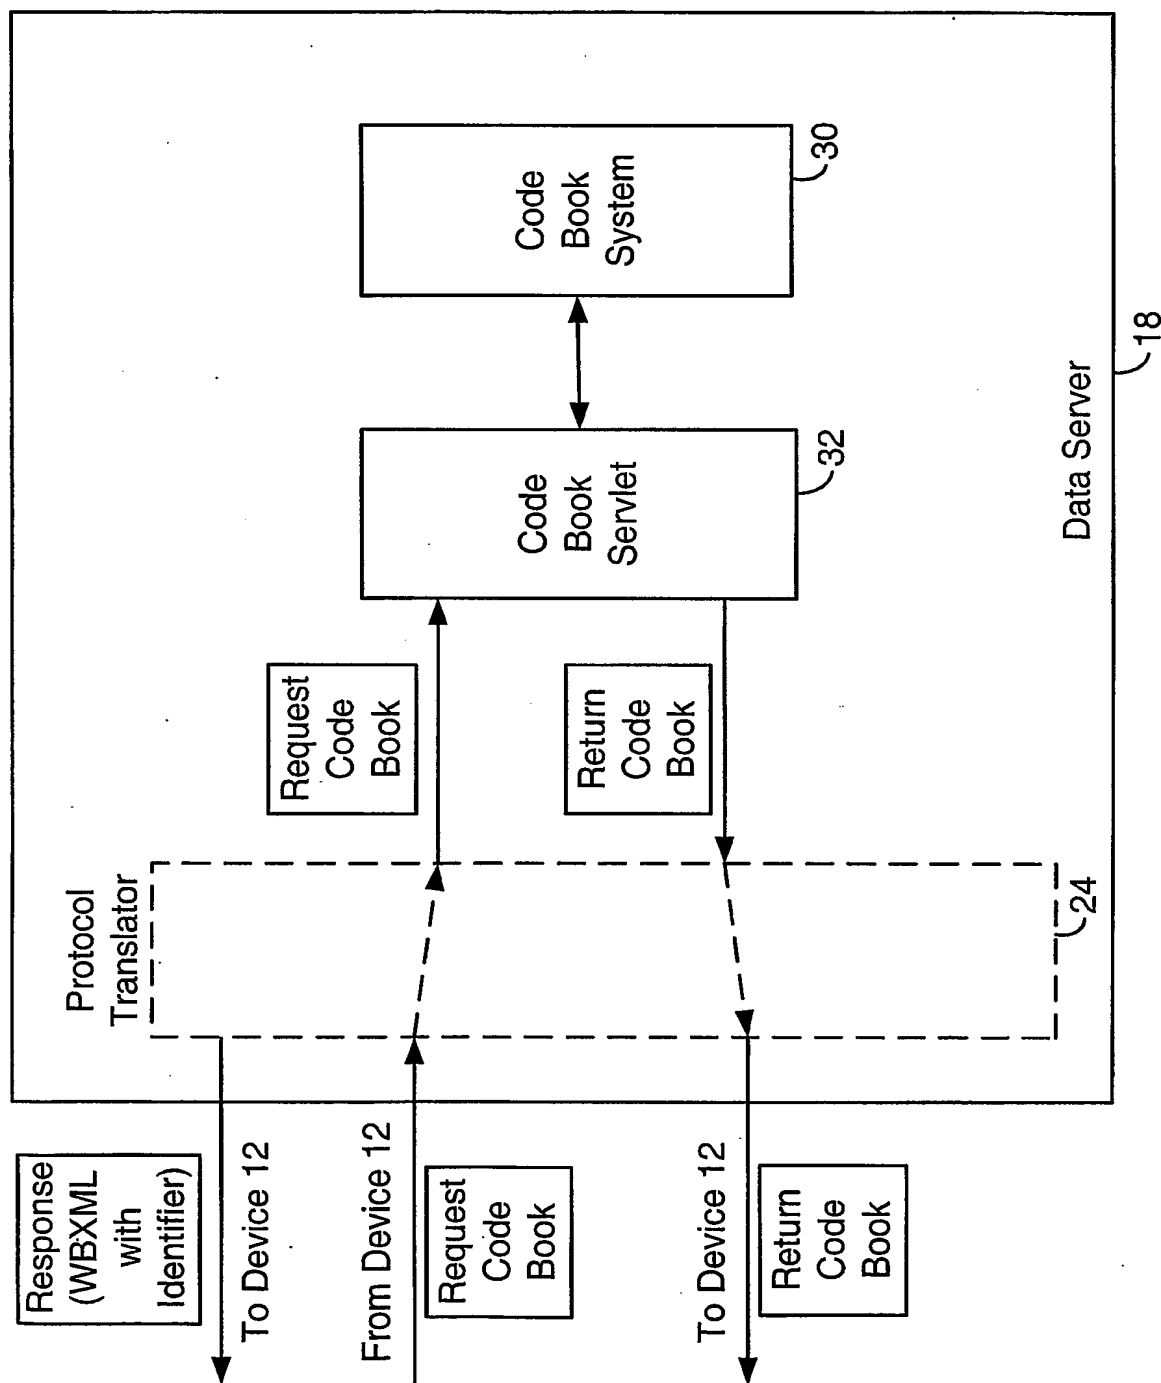 Response
(WBXML
with
Identifier)
To Device 12
From Device 12
Request
Code
Book
To Device 12
Return
Code
Book
Protocol
Translator
24
Request
Code
Book
Return
Code
Book
Code
Book
Servlet
32
Code
Book
System
30
Data Server
18